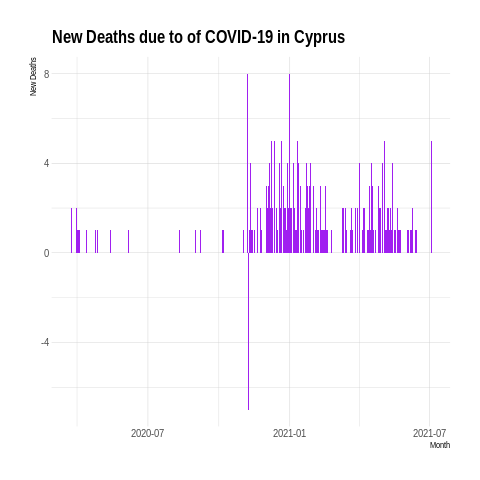 New Deaths due to of COVID-19 in Cyprus
New Deaths
8
4
0
-4
2020-07
2021-01
2021-07
Month